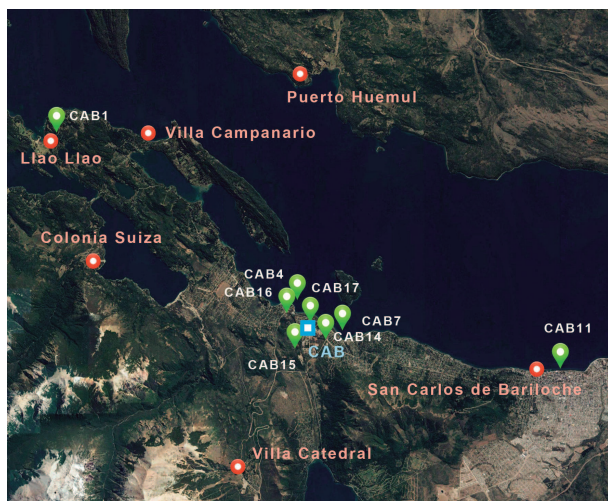 Puerto Huemul
CAB1
Villa Campanario
Llao Llao
Colonia Suiza
CAB4
CAB17
CAB16
CAB7
CAB14
CAB11
CAB
CAB15
San Carlos de Bariloche
Villa Catedral